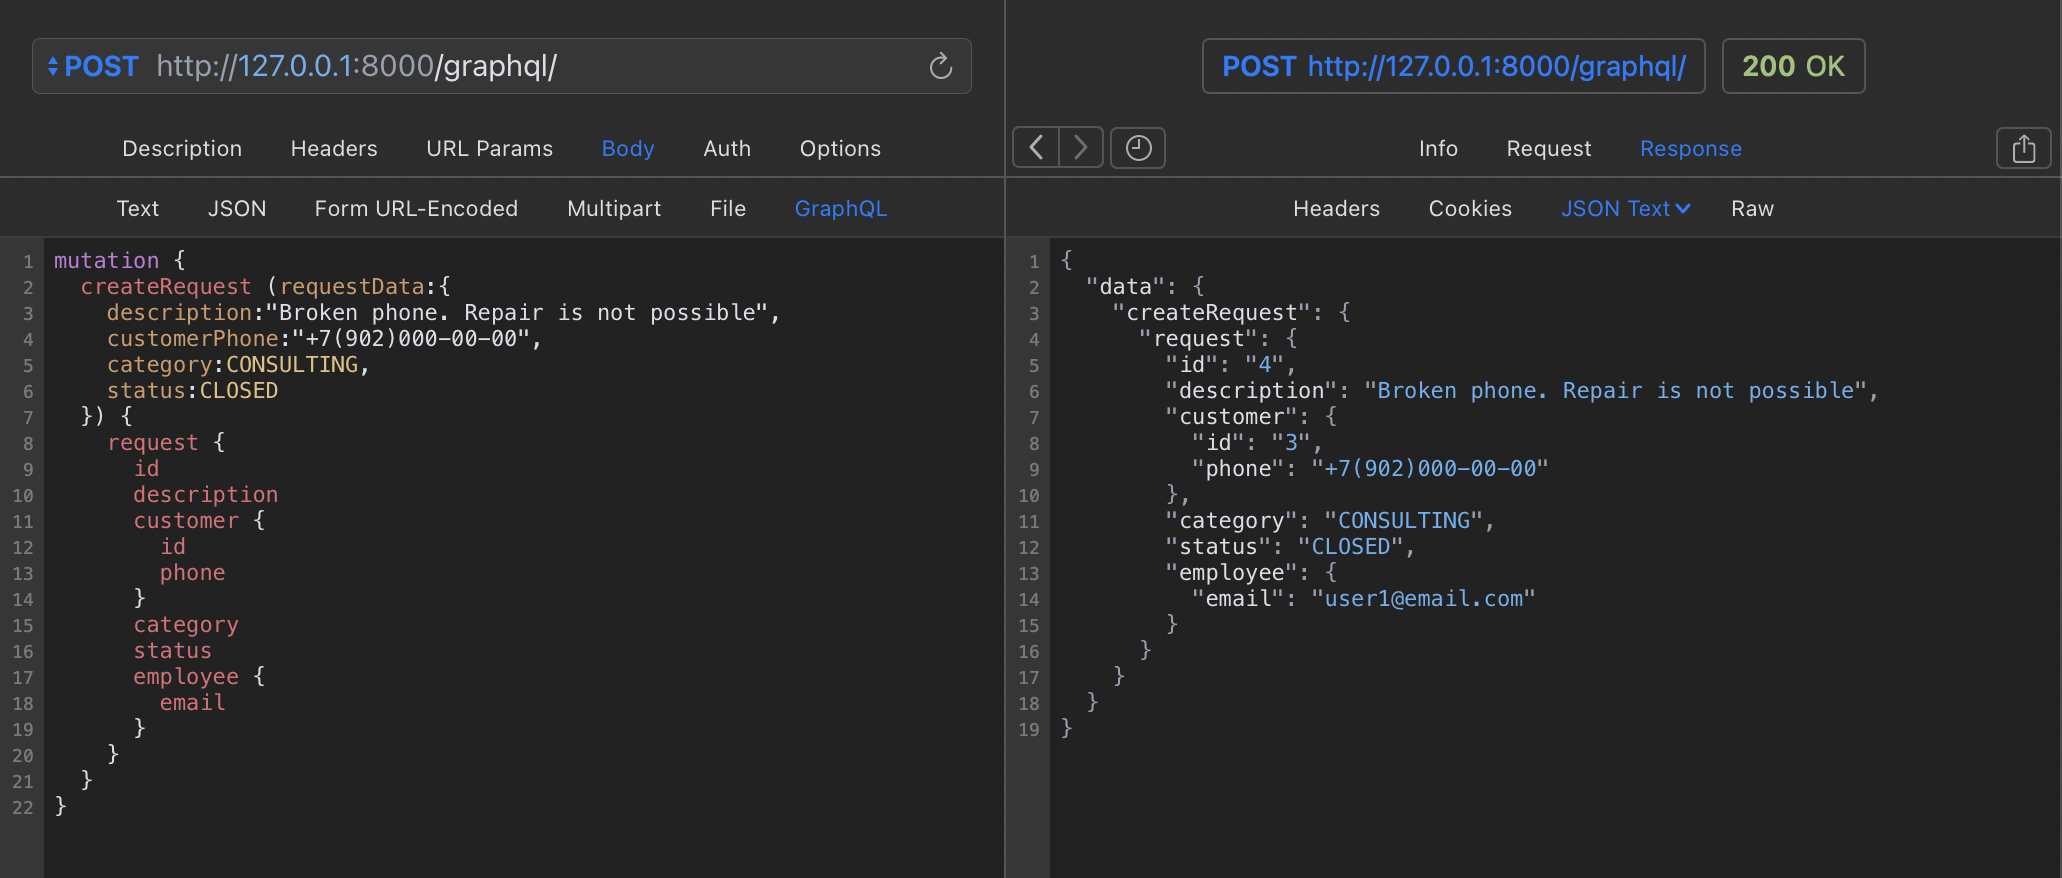 POST http://127.0.0.1:8000/graphql/
Description Headers URL Params Body Auth Options
Text JSON Form URL-Encoded Multipart File GraphQL
1 mutation {
2 createRequest (requestData:{
3 description:"Broken phone. Repair is not possible",
4 customerPhone:"+7(902)000-00-00",
5 category:CONSULTING,
6 status:CLOSED
7 }) {
8 request {
9 id
10 description
11 customer {
12 id
13 phone
14 }
15 category
16 status
17 employee {
18 email
19 }
20 }
21 }
22 }
POST http://127.0.0.1:8000/graphql/ 200 OK
Info Request Response
Headers Cookies JSON Text Raw
1 {
2 "data": {
3 "createRequest": {
4 "request": {
5 "id": "4",
6 "description": "Broken phone. Repair is not possible",
7 "customer": {
8 "id": "3",
9 "phone": "+7(902)000-00-00"
10 },
11 "category": "CONSULTING",
12 "status": "CLOSED",
13 "employee": {
14 "email": "user1@email.com"
15 }
16 }
17 }
18 }
19 }